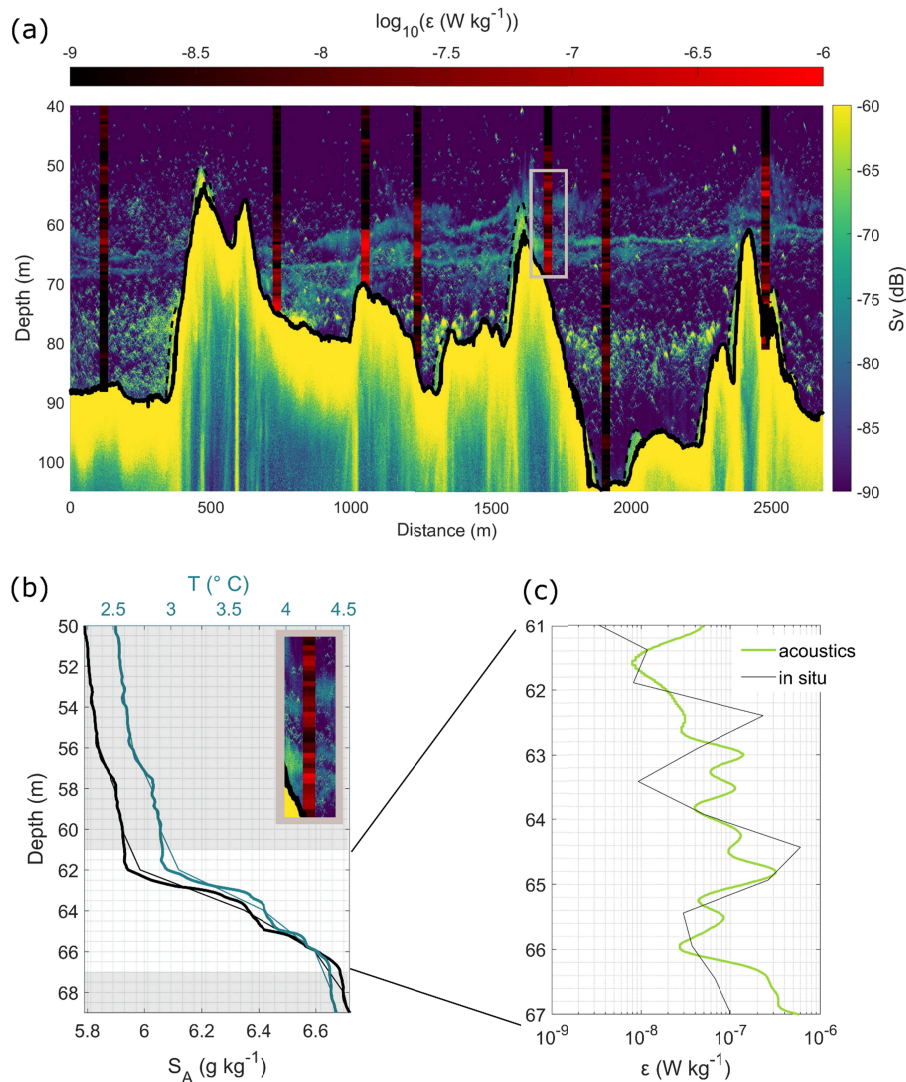 (a)
log10(ε (W kg-1))
-9 -8.5 -8 -7.5 -7 -6.5 -6
40
50
60
70
80
90
100
Depth (m)
0 500 1000 1500 2000 2500
Distance (m)
-60
-65
-70
-75
-80
-85
-90
Sv (dB)
(b)
T (° C)
2.5 3 3.5 4 4.5
50
52
54
56
58
60
62
64
66
68
Depth (m)
5.8 6 6.2 6.4 6.6
SA (g kg-1)
(c)
61
62
63
64
65
66
67
acoustics
in situ
10-9 10-8 10-7 10-6
ε (W kg-1)